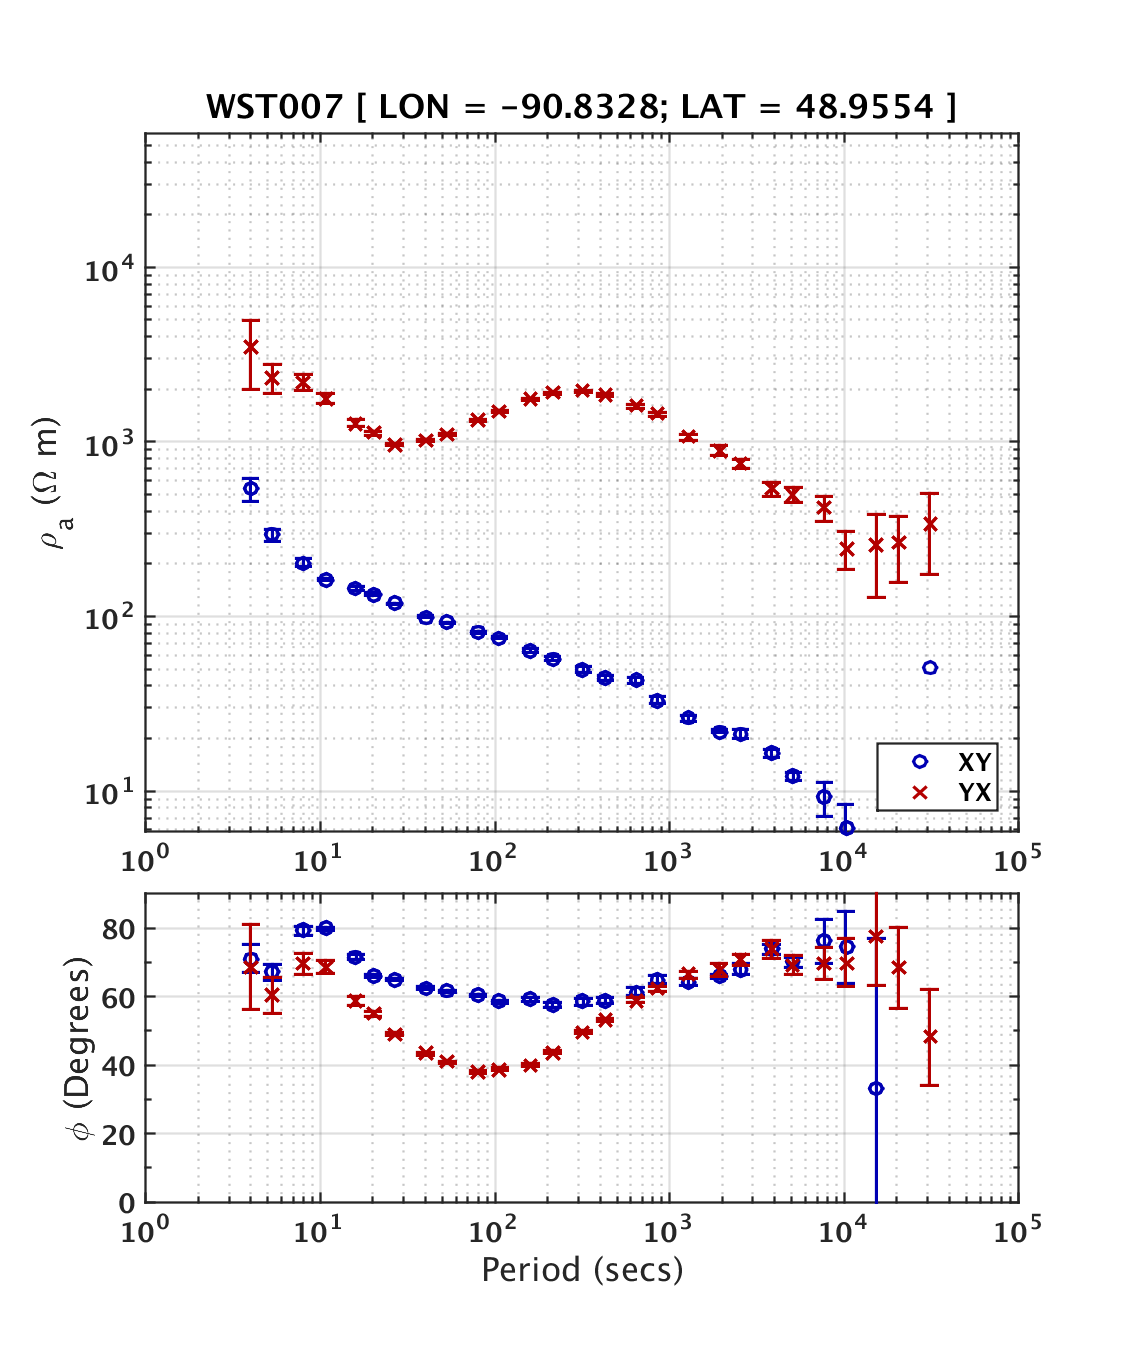 WST007 [ LON = -90.8328; LAT = 48.9554 ]
10^4
10^3
10^2
10^1
ρ_a (Ω m)
XY
YX
10^0 10^1 10^2 10^3 10^4 10^5
80
60
40
20
0
ϕ (Degrees)
10^0 10^1 10^2 10^3 10^4 10^5
Period (secs)